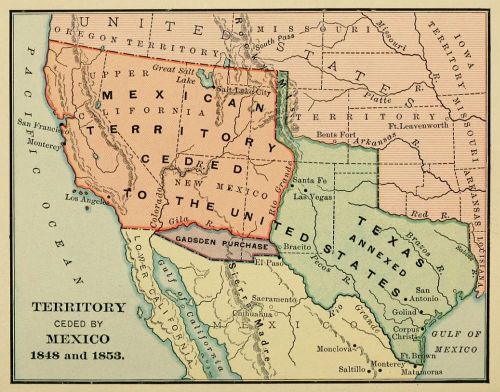 UNITED STATES
OREGON TERRITORY
South Pass
Rocky
Missouri R.
IOWA
TERRITORY
MISSOURI
ARKANSAS
LOUISIANA
Platte
TERRITORY
Ft. Leavenworth
Bents Fort
Arkansas R.
Red R.
UPPER
CALIFORNIA
Great Salt
Lake
Salt Lake City
MEXICAN
TERRITORY
CEDED
TO THE UNITED STATES
NEW MEXICO
San Francisco
Monterey
Los Angeles
PACIFIC OCEAN
Colorado
Gila R.
Rio Grande
Santa Fe
Las Vegas
GADSDEN PURCHASE
Bracito
El Paso
Pecos R.
TEXAS
ANNEXED
Brazos R.
Sabine
San
Antonio
Goliad
Corpus
Christi
Ft. Brown
Matamoras
GULF OF
MEXICO
LOWER CALIFORNIA
Gulf of California
Sierra Madre
MEXICO
Sacramento
Chihuahua
Rio Grande
Monclova
Monterey
Saltillo
TERRITORY
CEDED BY
MEXICO
1848 and 1853.